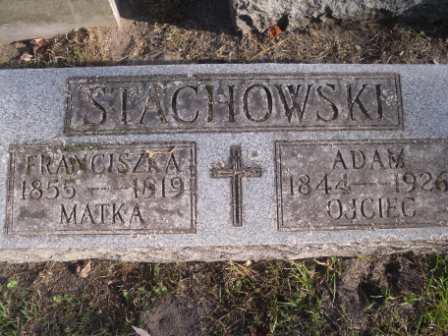 STACHOWSKI
FRANCISZKA
1855 — 1919
MATKA
ADAM
1844 — 1926
OJCIEC